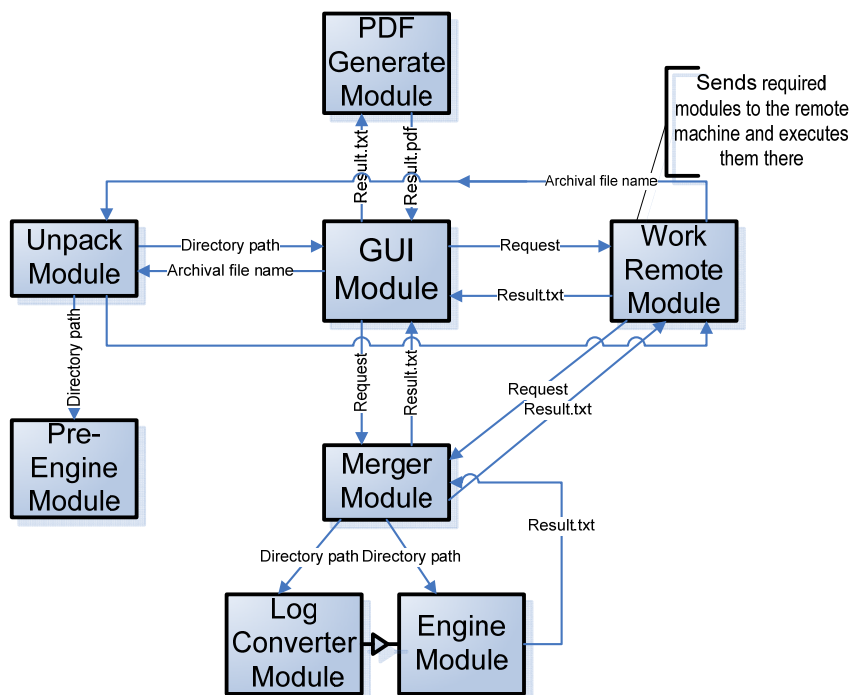 PDF
Generate
Module
Sends required
modules to the remote
machine and executes
them there
Result.txt
Result.pdf
Archival file name
Unpack
Module
Directory path
Archival file name
GUI
Module
Request
Result.txt
Work
Remote
Module
Directory path
Request
Result.txt
Request
Result.txt
Pre-
Engine
Module
Merger
Module
Result.txt
Directory path
Directory path
Log
Converter
Module
Engine
Module